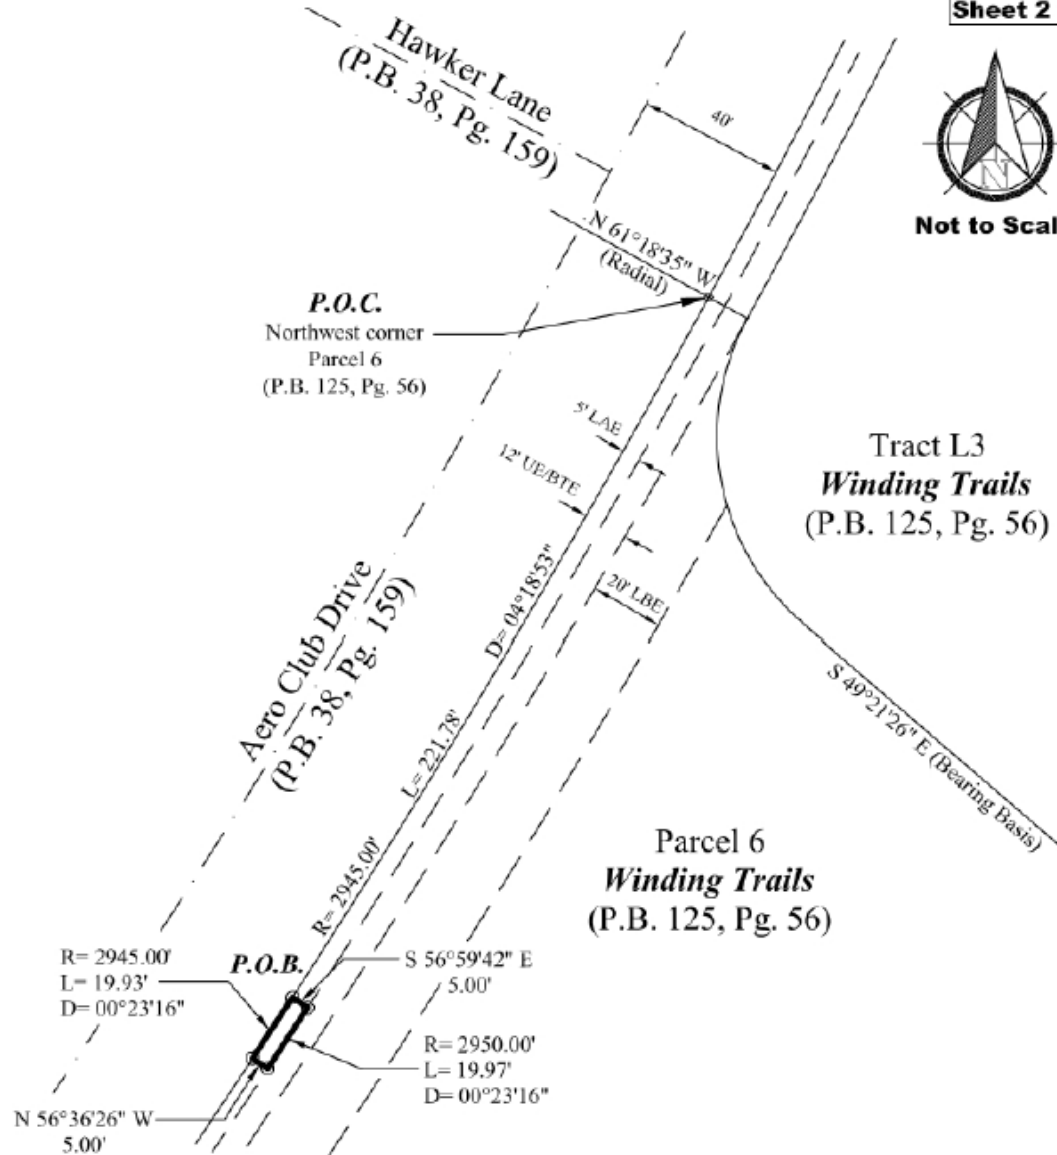 Sheet 2
Hawker Lane
(P.B. 38, Pg. 159)
40'
N
Not to Scal
N 61°18'35" W
(Radial)
P.O.C.
Northwest corner
Parcel 6
(P.B. 125, Pg. 56)
5' LAE
12' UE/BTE
Tract L3
Winding Trails
(P.B. 125, Pg. 56)
D= 04°18'53"
20' LBE
Aero Club Drive
(P.B. 38, Pg. 159)
L= 221.78'
S 49°21'26" E (Bearing Basis)
R= 2945.00'
Parcel 6
Winding Trails
(P.B. 125, Pg. 56)
R= 2945.00'
L= 19.93'
D= 00°23'16"
P.O.B.
S 56°59'42" E
5.00'
R= 2950.00'
L= 19.97'
D= 00°23'16"
N 56°36'26" W
5.00'